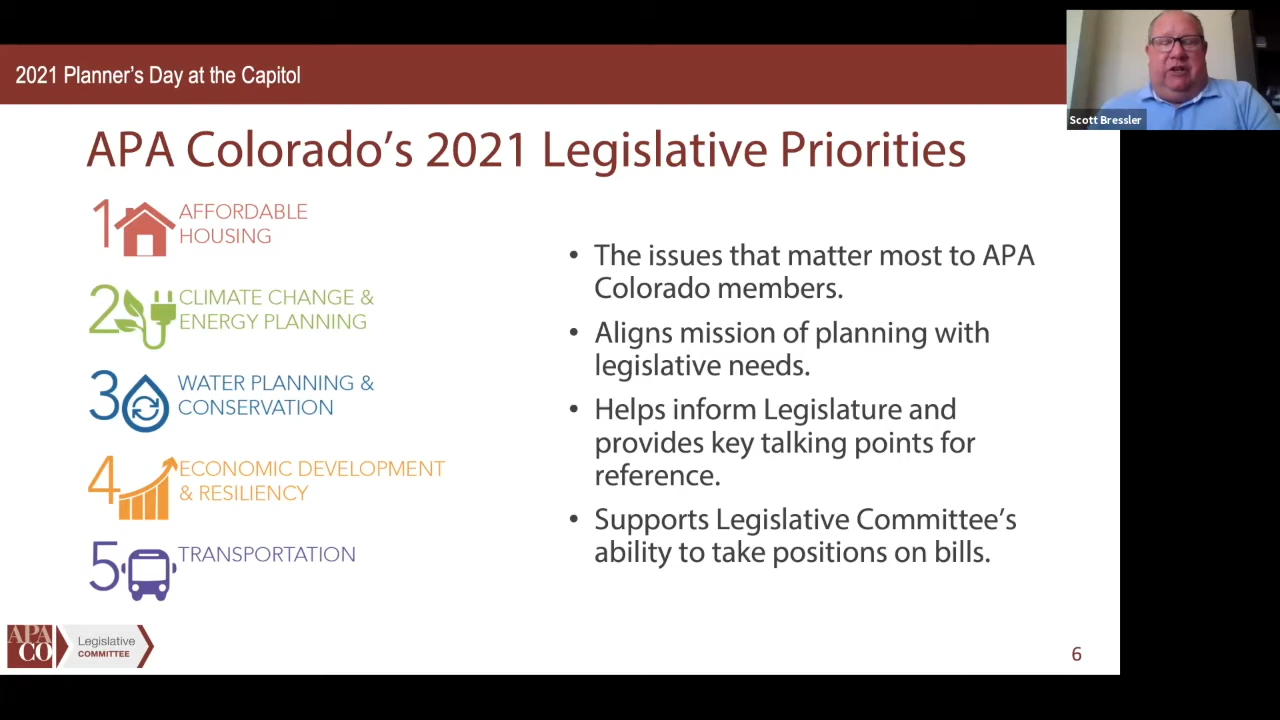 2021 Planner's Day at the Capitol
Scott Bressler
APA Colorado's 2021 Legislative Priorities
1 AFFORDABLE
HOUSING
2 CLIMATE CHANGE &
ENERGY PLANNING
3 WATER PLANNING &
CONSERVATION
4 ECONOMIC DEVELOPMENT
& RESILIENCY
5 TRANSPORTATION
• The issues that matter most to APA
Colorado members.
• Aligns mission of planning with
legislative needs.
• Helps inform Legislature and
provides key talking points for
reference.
• Supports Legislative Committee's
ability to take positions on bills.
APA
CO
Legislative
COMMITTEE
6